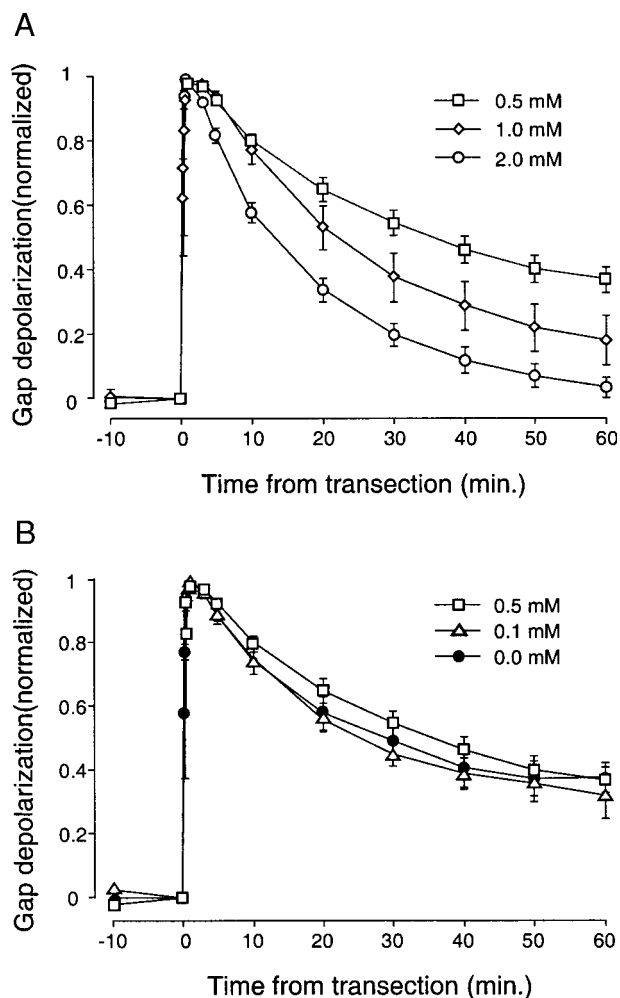 A
Gap depolarization(normalized)
1
0.8
0.6
0.4
0.2
0
0.5 mM
1.0 mM
2.0 mM
-10 0 10 20 30 40 50 60
Time from transection (min.)
B
Gap depolarization(normalized)
1
0.8
0.6
0.4
0.2
0
0.5 mM
0.1 mM
0.0 mM
-10 0 10 20 30 40 50 60
Time from transection (min.)